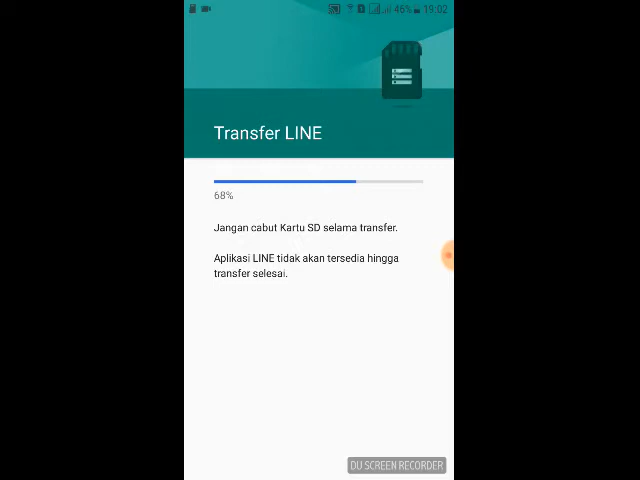 46% 19:02
Transfer LINE
68%
Jangan cabut Kartu SD selama transfer.
Aplikasi LINE tidak akan tersedia hingga
transfer selesai.
DU SCREEN RECORDER